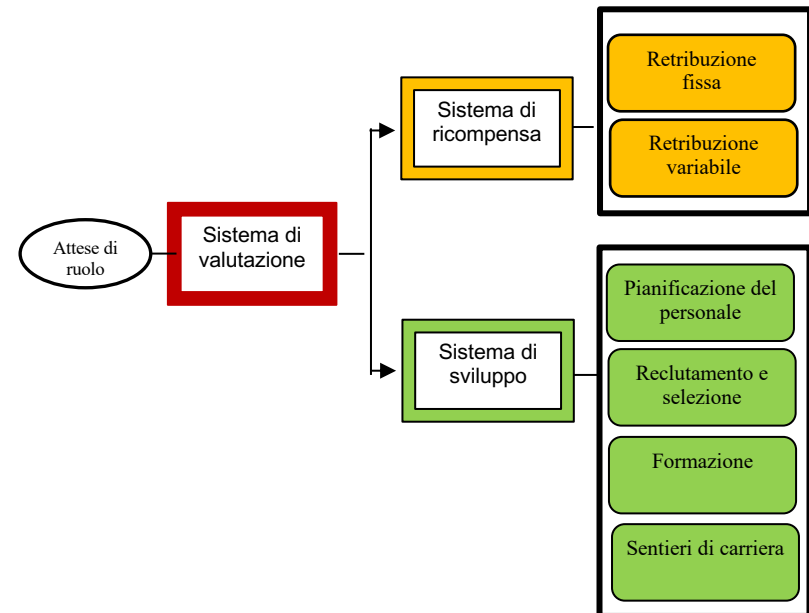 Attese di
ruolo
Sistema di
valutazione
Sistema di
ricompensa
Retribuzione
fissa
Retribuzione
variabile
Sistema di
sviluppo
Pianificazione del
personale
Reclutamento e
selezione
Formazione
Sentieri di carriera